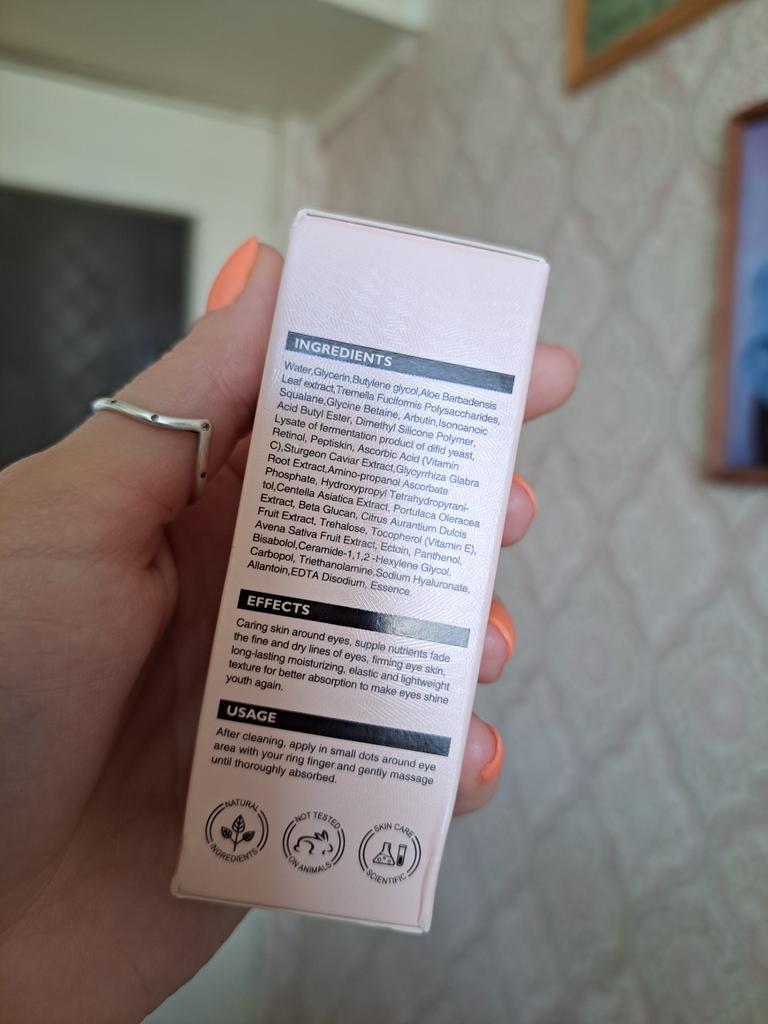 INGREDIENTS
Water,Glycerin,Butylene glycol,Aloe Barbadensis
Leaf extract,Tremella Fuciformis Polysaccharides,
Squalane,Glycine Betaine, Arbutin,Isonoanoic
Acid Butyl Ester, Dimethyl Silicone Polymer,
Lysate of fermentation product of difid yeast,
Retinol, Peptiskin, Ascorbic Acid (Vitamin
C),Sturgeon Caviar Extract,Glycyrrhiza Glabra
Root Extract,Amino-propanol Ascorbate
Phosphate, Hydroxypropyl Tetrahydropyrani-
tol,Centella Asiatica Extract, Portulaca Oleracea
Extract, Beta Glucan, Citrus Aurantium Dulcis
Fruit Extract, Trehalose, Tocopherol (Vitamin E),
Avena Sativa Fruit Extract, Ectoin, Panthenol,
Bisabolol,Ceramide-1,1,2 -Hexylene Glycol,
Carbopol, Triethanolamine,Sodium Hyaluronate,
Allantoin,EDTA Disodium, Essence.
EFFECTS
Caring skin around eyes, supple nutrients fade
the fine and dry lines of eyes, firming eye skin,
long-lasting moisturizing, elastic and lightweight
texture for better absorption to make eyes shine
youth again.
USAGE
After cleaning, apply in small dots around eye
area with your ring finger and gently massage
until thoroughly absorbed.
NATURAL
INGREDIENTS
NOT TESTED
ON ANIMALS
SKIN CARE
SCIENTIFIC